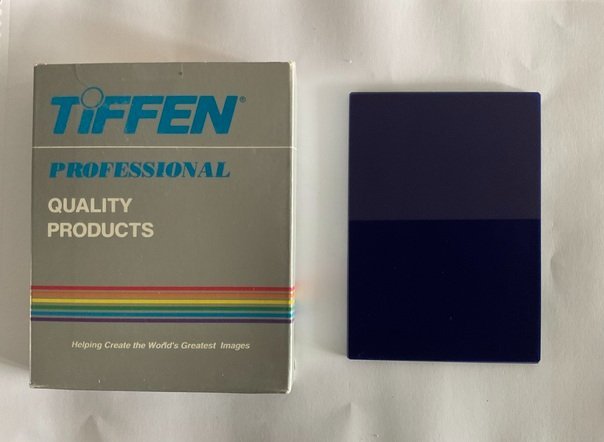 TIFFEN®
PROFESSIONAL
QUALITY
PRODUCTS
Helping Create the World's Greatest Images